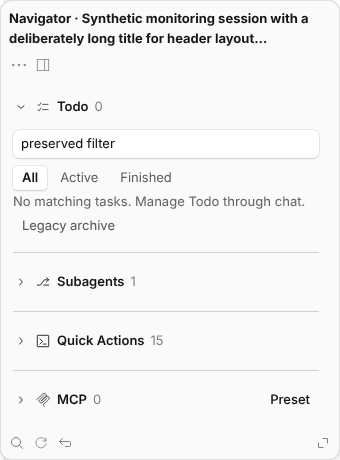 Navigator · Synthetic monitoring session with a
deliberately long title for header layout...
Todo 0
preserved filter
All Active Finished
No matching tasks. Manage Todo through chat.
Legacy archive
Subagents 1
Quick Actions 15
MCP 0 Preset